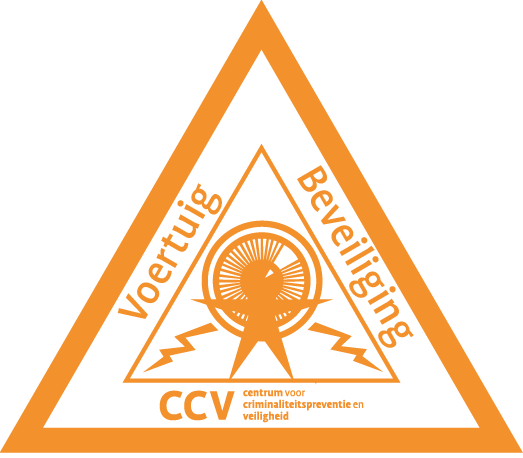 Voertuig
Beveiliging
CCV
centrum voor
criminaliteitspreventie en
veiligheid